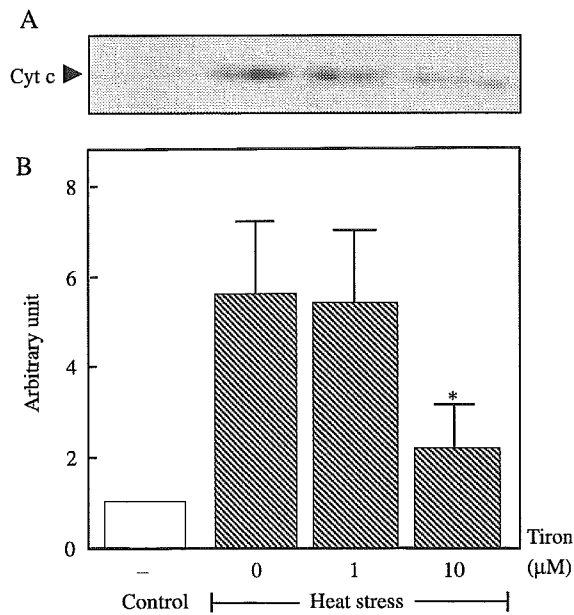 A
Cyt c
B
8
6
4
2
0
Arbitrary unit
*
– 0 1 10
Tiron
(μM)
Control Heat stress